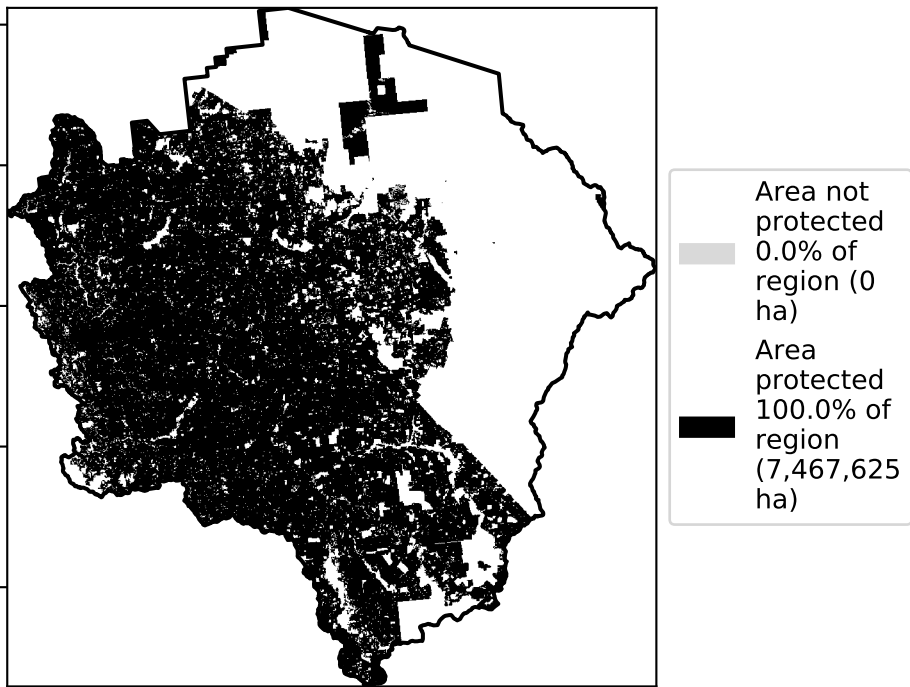 Area not
protected
0.0% of
region (0
ha)
Area
protected
100.0% of
region
(7,467,625
ha)